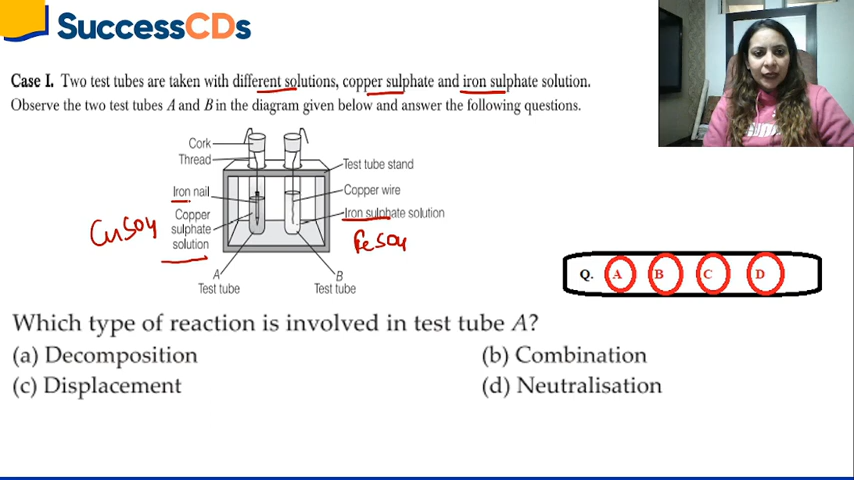 SuccessCDs
Case I. Two test tubes are taken with different solutions, copper sulphate and iron sulphate solution.
Observe the two test tubes A and B in the diagram given below and answer the following questions.
Cork
Thread
Test tube stand
Iron nail
Copper wire
Copper
sulphate
solution
Iron sulphate solution
CuSO4
FeSO4
A
Test tube
B
Test tube
Q. A B C D
Which type of reaction is involved in test tube A?
(a) Decomposition
(b) Combination
(c) Displacement
(d) Neutralisation